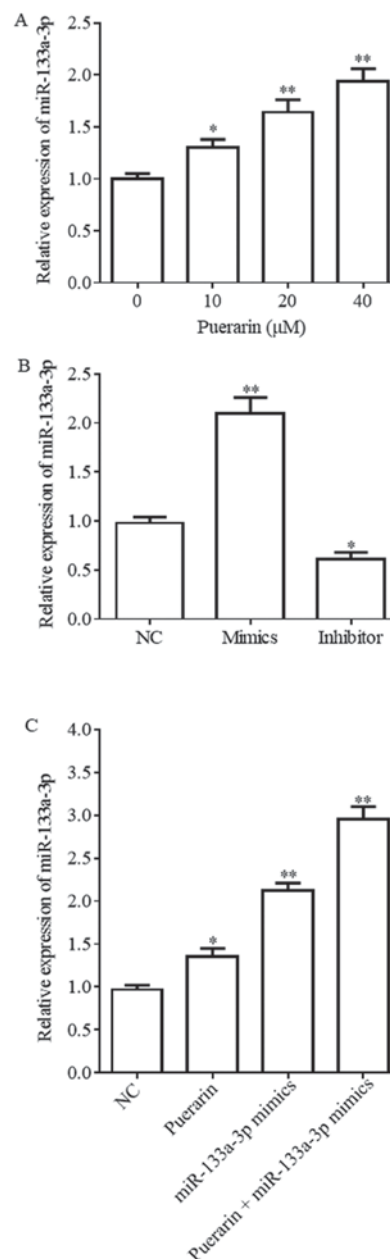 A
Relative expression of miR-133a-3p
2.5
2.0
1.5
1.0
0.5
0.0
*
**
**
0 10 20 40
Puerarin (μM)
B
Relative expression of miR-133a-3p
2.5
2.0
1.5
1.0
0.5
0.0
**
*
NC Mimics Inhibitor
C
Relative expression of miR-133a-3p
4.0
3.5
3.0
2.5
2.0
1.5
1.0
0.5
0.0
*
**
**
NC
Puerarin
miR-133a-3p mimics
Puerarin + miR-133a-3p mimics